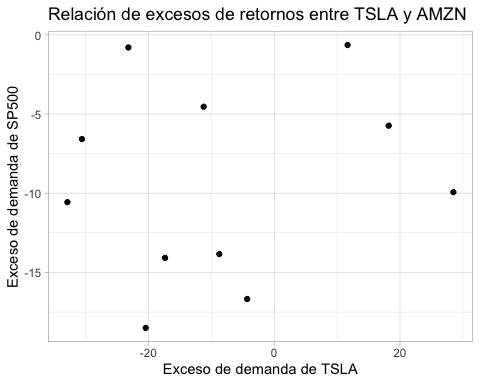 Relación de excesos de retornos entre TSLA y AMZN
Exceso de demanda de SP500
0
-5
-10
-15
-20
0
20
Exceso de demanda de TSLA